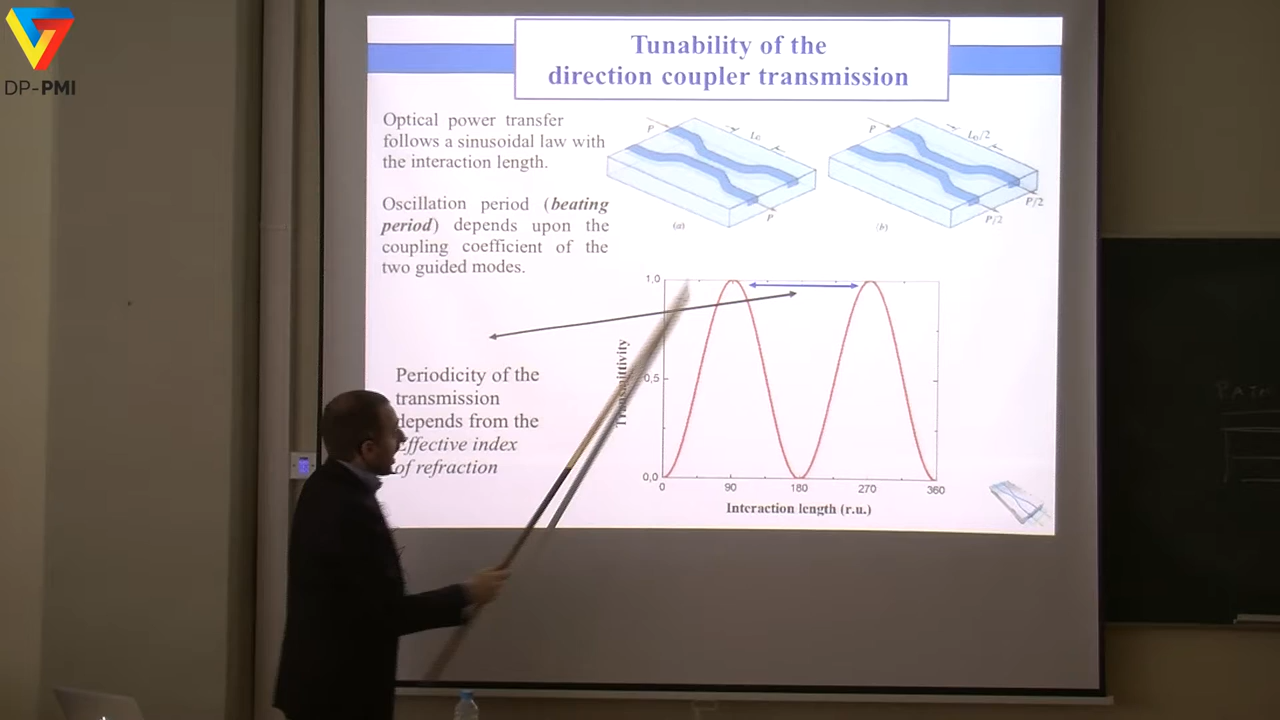 DP-PMI
Tunability of the
direction coupler transmission
Optical power transfer
follows a sinusoidal law with
the interaction length.
Oscillation period (beating
period) depends upon the
coupling coefficient of the
two guided modes.
P
L₀
P
(a)
P
L₀/2
P/2
P/2
(b)
Periodicity of the
transmission
depends from the
Effective index
of refraction
Transmittivity
1,0
0,5
0,0
0
90
180
270
360
Interaction length (r.u.)